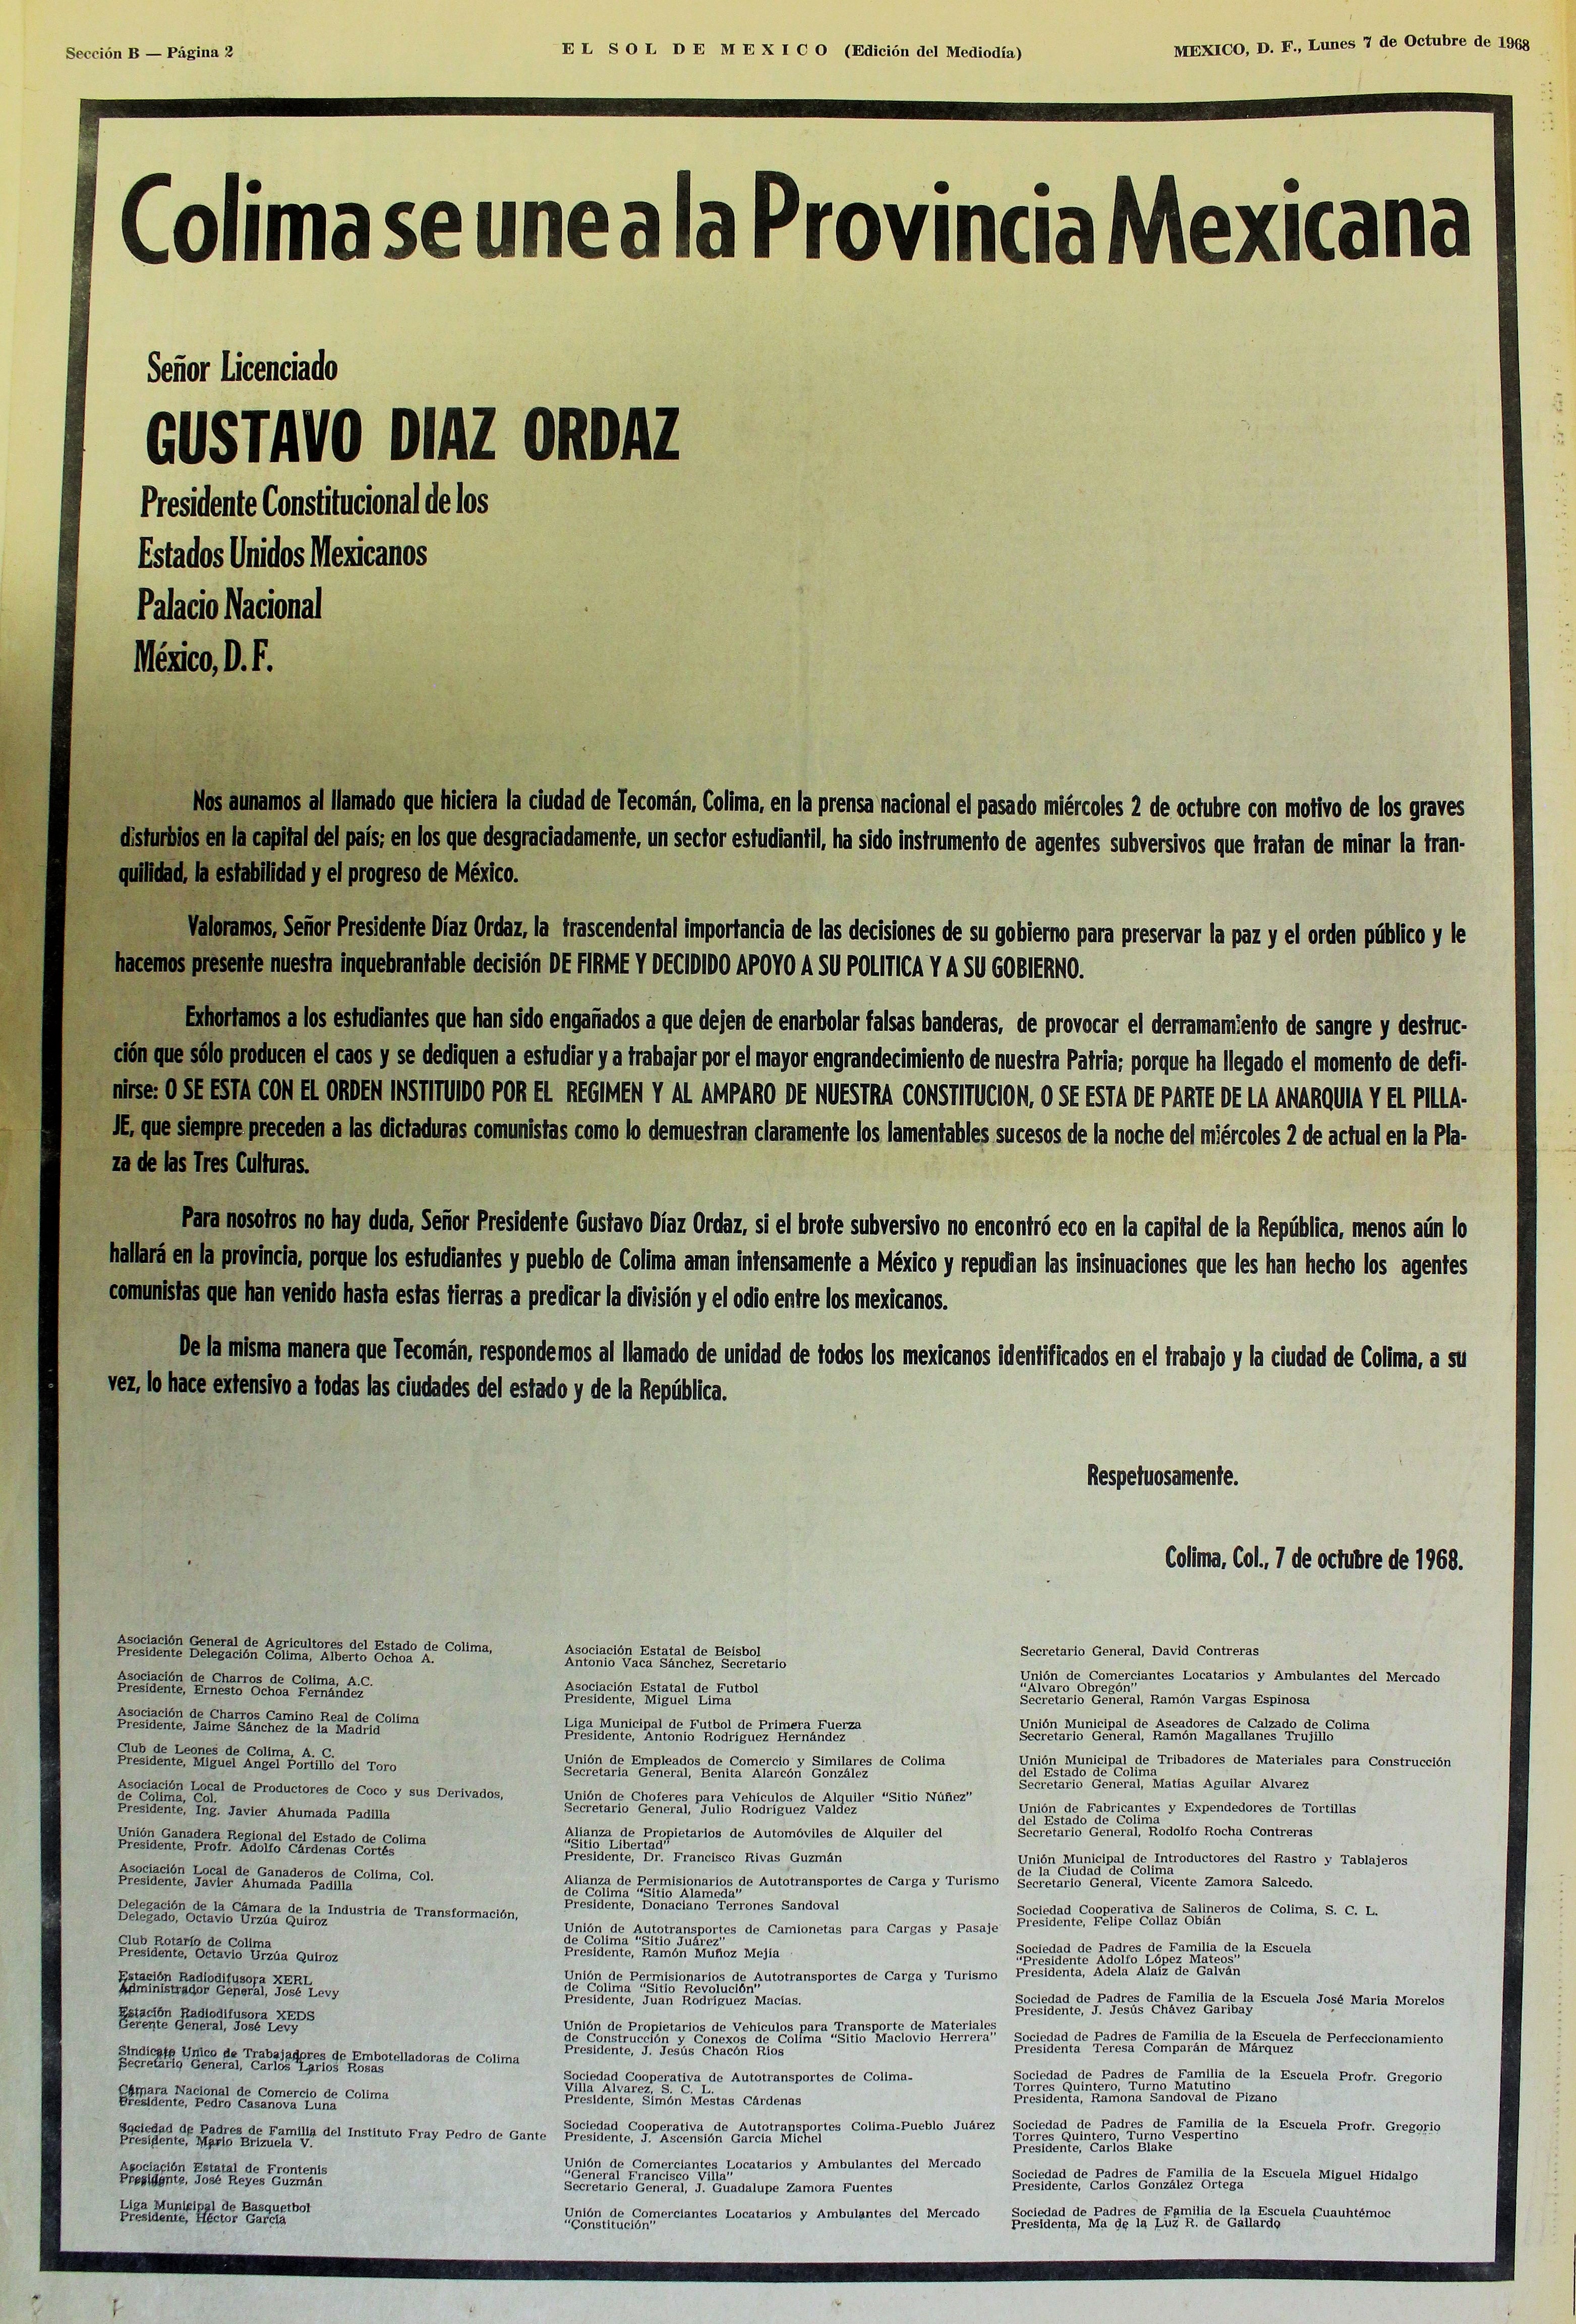 Sección B — Página 2
EL SOL DE MEXICO (Edición del Mediodía)
MEXICO, D. F., Lunes 7 de Octubre de 1968
Colima se une a la Provincia Mexicana
Señor Licenciado
GUSTAVO DIAZ ORDAZ
Presidente Constitucional de los
Estados Unidos Mexicanos
Palacio Nacional
México, D. F.
Nos aunamos al llamado que hiciera la ciudad de Tecomán, Colima, en la prensa nacional el pasado miércoles 2 de octubre con motivo de los graves
disturbios en la capital del país; en los que desgraciadamente, un sector estudiantil, ha sido instrumento de agentes subversivos que tratan de minar la tran-
quilidad, la estabilidad y el progreso de México.
Valoramos, Señor Presidente Díaz Ordaz, la trascendental importancia de las decisiones de su gobierno para preservar la paz y el orden público y le
hacemos presente nuestra inquebrantable decisión DE FIRME Y DECIDIDO APOYO A SU POLITICA Y A SU GOBIERNO.
Exhortamos a los estudiantes que han sido engañados a que dejen de enarbolar falsas banderas, de provocar el derramamiento de sangre y destruc-
ción que sólo producen el caos y se dediquen a estudiar y a trabajar por el mayor engrandecimiento de nuestra Patria; porque ha llegado el momento de defi-
nirse: O SE ESTA CON EL ORDEN INSTITUIDO POR EL REGIMEN Y AL AMPARO DE NUESTRA CONSTITUCION, O SE ESTA DE PARTE DE LA ANARQUIA Y EL PILLA-
JE, que siempre preceden a las dictaduras comunistas como lo demuestran claramente los lamentables sucesos de la noche del miércoles 2 de actual en la Pla-
za de las Tres Culturas.
Para nosotros no hay duda, Señor Presidente Gustavo Díaz Ordaz, si el brote subversivo no encontró eco en la capital de la República, menos aún lo
hallará en la provincia, porque los estudiantes y pueblo de Colima aman intensamente a México y repudian las insinuaciones que les han hecho los agentes
comunistas que han venido hasta estas tierras a predicar la división y el odio entre los mexicanos.
De la misma manera que Tecomán, respondemos al llamado de unidad de todos los mexicanos identificados en el trabajo y la ciudad de Colima, a su
vez, lo hace extensivo a todas las ciudades del estado y de la República.
Respetuosamente.
Colima, Col., 7 de octubre de 1968.
Asociación General de Agricultores del Estado de Colima,
Presidente Delegación Colima, Alberto Ochoa A.
Asociación de Charros de Colima, A.C.
Presidente, Ernesto Ochoa Fernández
Asociación de Charros Camino Real de Colima
Presidente, Jaime Sánchez de la Madrid
Club de Leones de Colima, A. C.
Presidente, Miguel Angel Portillo del Toro
Asociación Local de Productores de Coco y sus Derivados,
de Colima, Col.
Presidente, Ing. Javier Ahumada Padilla
Unión Ganadera Regional del Estado de Colima
Presidente, Profr. Adolfo Cárdenas Cortés
Asociación Local de Ganaderos de Colima, Col.
Presidente, Javier Ahumada Padilla
Delegación de la Cámara de la Industria de Transformación,
Delegado, Octavio Urzúa Quiroz
Club Rotario de Colima
Presidente, Octavio Urzúa Quiroz
Estación Radiodifusora XERL
Administrador General, José Levy
Estación Radiodifusora XEDS
Gerente General, José Levy
Sindicato Unico de Trabajadores de Embotelladoras de Colima
Secretario General, Carlos Larios Rosas
Cámara Nacional de Comercio de Colima
Presidente, Pedro Casanova Luna
Sociedad de Padres de Familia del Instituto Fray Pedro de Gante
Presidente, Mario Brizuela V.
Asociación Estatal de Frontenis
Presidente, José Reyes Guzmán
Liga Municipal de Basquetbol
Presidente, Héctor García
Asociación Estatal de Beisbol
Antonio Vaca Sánchez, Secretario
Asociación Estatal de Futbol
Presidente, Miguel Lima
Liga Municipal de Futbol de Primera Fuerza
Presidente, Antonio Rodríguez Hernández
Unión de Empleados de Comercio y Similares de Colima
Secretaria General, Benita Alarcón González
Unión de Choferes para Vehículos de Alquiler "Sitio Núñez"
Secretario General, Julio Rodríguez Valdez
Alianza de Propietarios de Automóviles de Alquiler del
"Sitio Libertad"
Presidente, Dr. Francisco Rivas Guzmán
Alianza de Permisionarios de Autotransportes de Carga y Turismo
de Colima "Sitio Alameda"
Presidente, Donaciano Terrones Sandoval
Unión de Autotransportes de Camionetas para Cargas y Pasaje
de Colima "Sitio Juárez"
Presidente, Ramón Muñoz Mejía
Unión de Permisionarios de Autotransportes de Carga y Turismo
de Colima "Sitio Revolución"
Presidente, Juan Rodríguez Macías.
Unión de Propietarios de Vehículos para Transporte de Materiales
de Construcción y Conexos de Colima "Sitio Maclovio Herrera"
Presidente, J. Jesús Chacón Ríos
Sociedad Cooperativa de Autotransportes de Colima-
Villa Alvarez, S. C. L.
Presidente, Simón Mestas Cárdenas
Sociedad Cooperativa de Autotransportes Colima-Pueblo Juárez
Presidente, J. Ascensión García Michel
Unión de Comerciantes Locatarios y Ambulantes del Mercado
"General Francisco Villa"
Secretario General, J. Guadalupe Zamora Fuentes
Unión de Comerciantes Locatarios y Ambulantes del Mercado
"Constitución"
Secretario General, David Contreras
Unión de Comerciantes Locatarios y Ambulantes del Mercado
"Alvaro Obregón"
Secretario General, Ramón Vargas Espinosa
Unión Municipal de Aseadores de Calzado de Colima
Secretario General, Ramón Magallanes Trujillo
Unión Municipal de Tribadores de Materiales para Construcción
del Estado de Colima
Secretario General, Matías Aguilar Alvarez
Unión de Fabricantes y Expendedores de Tortillas
del Estado de Colima
Secretario General, Rodolfo Rocha Contreras
Unión Municipal de Introductores del Rastro y Tablajeros
de la Ciudad de Colima
Secretario General, Vicente Zamora Salcedo.
Sociedad Cooperativa de Salineros de Colima, S. C. L.
Presidente, Felipe Collaz Obián
Sociedad de Padres de Familia de la Escuela
"Presidente Adolfo López Mateos"
Presidenta, Adela Alaíz de Galván
Sociedad de Padres de Familia de la Escuela José María Morelos
Presidente, J. Jesús Chávez Garibay
Sociedad de Padres de Familia de la Escuela de Perfeccionamiento
Presidenta Teresa Comparán de Márquez
Sociedad de Padres de Familia de la Escuela Profr. Gregorio
Torres Quintero, Turno Matutino
Presidenta, Ramona Sandoval de Pizano
Sociedad de Padres de Familia de la Escuela Profr. Gregorio
Torres Quintero, Turno Vespertino
Presidente, Carlos Blake
Sociedad de Padres de Familia de la Escuela Miguel Hidalgo
Presidente, Carlos González Ortega
Sociedad de Padres de Familia de la Escuela Cuauhtémoc
Presidenta, Ma de la Luz R. de Gallardo